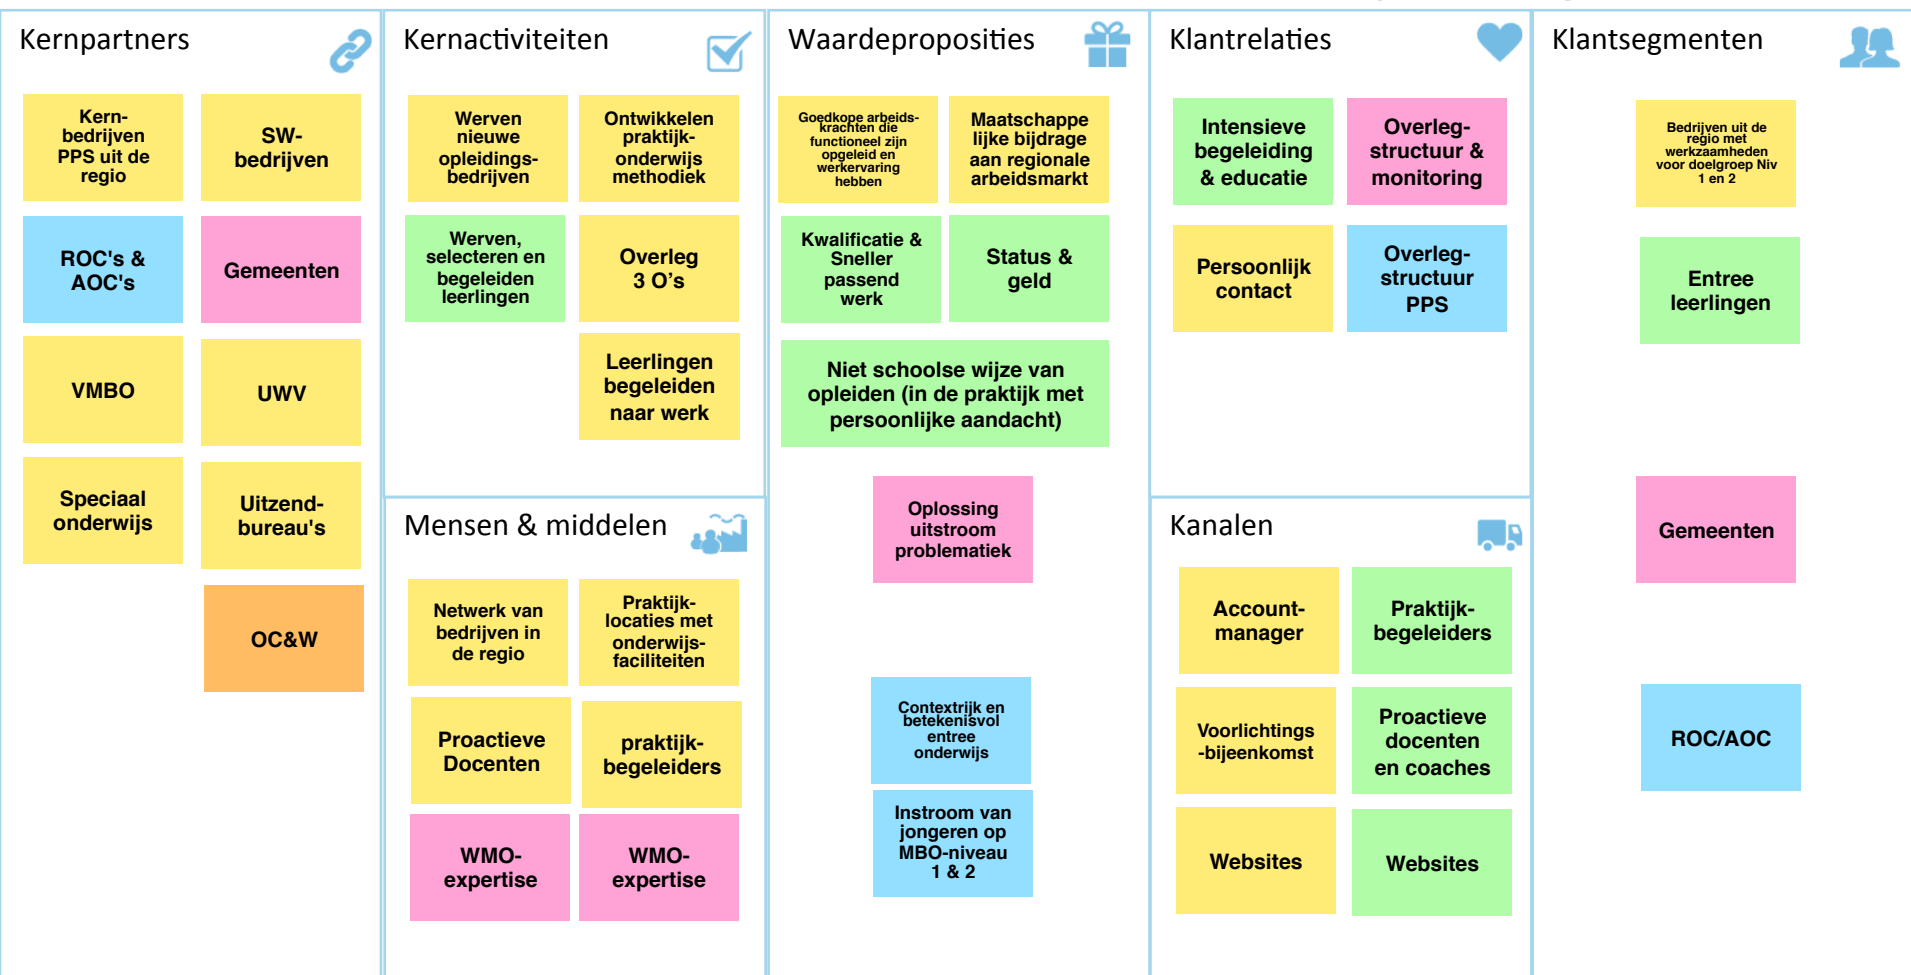 Kernpartners
Kern-
bedrijven
PPS uit de
regio
SW-
bedrijven
ROC's &
AOC's
Gemeenten
VMBO
UWV
Speciaal
onderwijs
Uitzend-
bureau's
OC&W
Kernactiviteiten
Werven
nieuwe
opleidings-
bedrijven
Ontwikkelen
praktijk-
onderwijs
methodiek
Werven,
selecteren en
begeleiden
leerlingen
Overleg
3 O's
Leerlingen
begeleiden
naar werk
Mensen & middelen
Netwerk van
bedrijven in
de regio
Praktijk-
locaties met
onderwijs-
faciliteiten
Proactieve
Docenten
praktijk-
begeleiders
WMO-
expertise
WMO-
expertise
Waardeproposities
Goedkope arbeids-
krachten die
functioneel zijn
opgeleid en
werkervaring
hebben
Maatschappe
lijke bijdrage
aan regionale
arbeidsmarkt
Kwalificatie &
Sneller
passend
werk
Status &
geld
Niet schoolse wijze van
opleiden (in de praktijk met
persoonlijke aandacht)
Oplossing
uitstroom
problematiek
Contextrijk en
betekenisvol
entree
onderwijs
Instroom van
jongeren op
MBO-niveau
1 & 2
Klantrelaties
Intensieve
begeleiding
& educatie
Overleg-
structuur &
monitoring
Persoonlijk
contact
Overleg-
structuur
PPS
Kanalen
Account-
manager
Praktijk-
begeleiders
Voorlichtings
-bijeenkomst
Proactieve
docenten
en coaches
Websites
Websites
Klantsegmenten
Bedrijven uit de
regio met
werkzaamheden
voor doelgroep Niv
1 en 2
Entree
leerlingen
Gemeenten
ROC/AOC